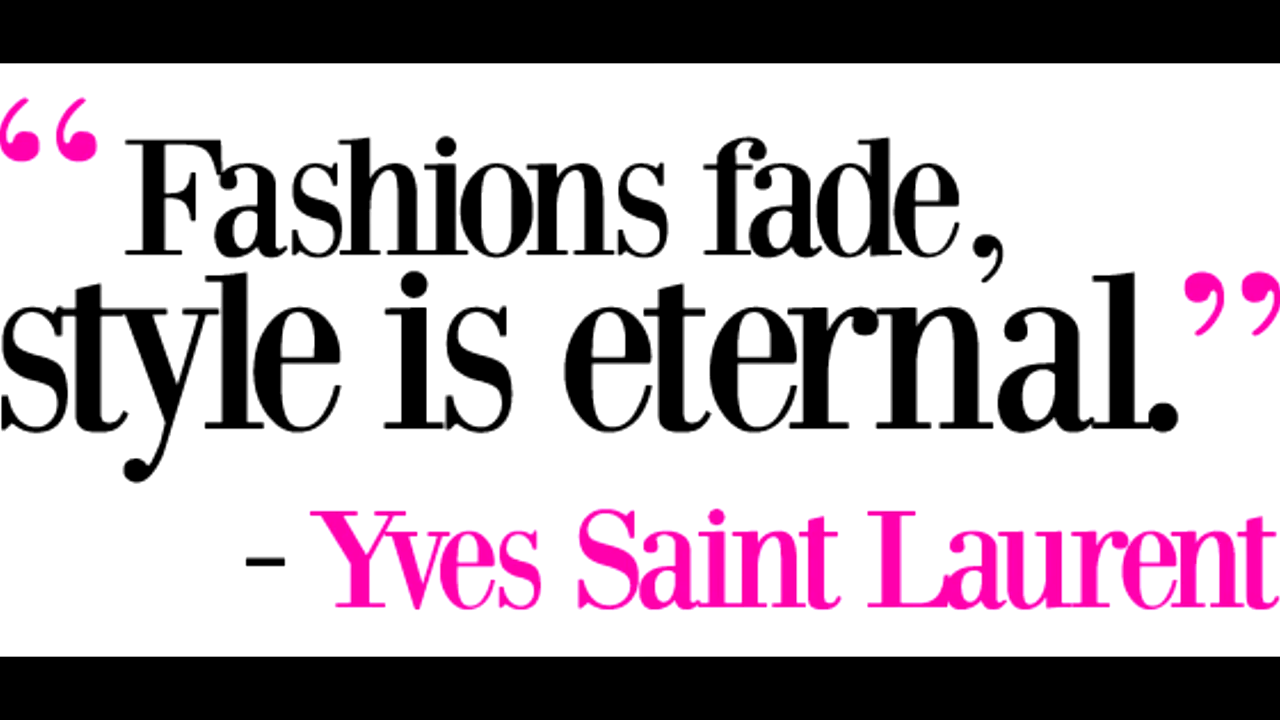 “Fashions fade,
style is eternal.”
– Yves Saint Laurent